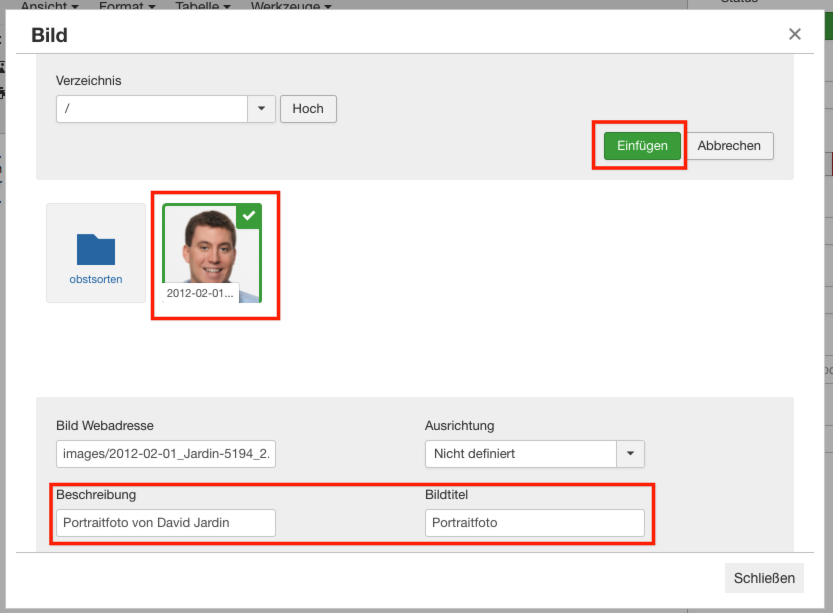 Ansicht Format Tabelle Werkzeuge
Bild
Verzeichnis
/ Hoch
Einfügen Abbrechen
obstsorten
2012-02-01...
Bild Webadresse Ausrichtung
images/2012-02-01_Jardin-5194_2. Nicht definiert
Beschreibung Bildtitel
Portraitfoto von David Jardin Portraitfoto
Schließen